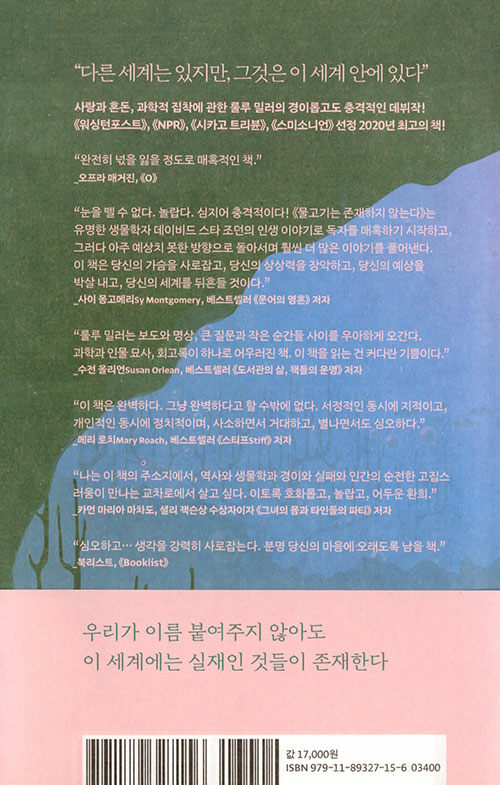 “다른 세계는 있지만, 그것은 이 세계 안에 있다”
사랑과 혼돈, 과학적 집착에 관한 룰루 밀러의 경이롭고도 충격적인 데뷔작!
《워싱턴포스트》, 《NPR》, 《시카고 트리뷴》, 《스미소니언》 선정 2020년 최고의 책!
“완전히 넋을 잃을 정도로 매혹적인 책.”
_오프라 매거진, 《O》
“눈을 뗄 수 없다. 놀랍다. 심지어 충격적이다! 《물고기는 존재하지 않는다》는
유명한 생물학자 데이비드 스타 조던의 인생 이야기로 독자를 매혹하기 시작하고,
그러다 아주 예상치 못한 방향으로 돌아서며 훨씬 더 많은 이야기를 풀어낸다.
이 책은 당신의 가슴을 사로잡고, 당신의 상상력을 장악하고, 당신의 예상을
박살 내고, 당신의 세계를 뒤흔들 것이다.”
_사이 몽고메리Sy Montgomery, 베스트셀러 《문어의 영혼》 저자
“룰루 밀러는 보도와 명상, 큰 질문과 작은 순간들 사이를 우아하게 오간다.
과학과 인물 묘사, 회고록이 하나로 어우러진 책. 이 책을 읽는 건 커다란 기쁨이다.”
_수전 올리언Susan Orlean, 베스트셀러 《도서관의 삶, 책들의 운명》 저자
“이 책은 완벽하다. 그냥 완벽하다고 할 수밖에 없다. 서정적인 동시에 지적이고,
개인적인 동시에 정치적이며, 사소하면서 거대하고, 별나면서도 심오하다.”
_메리 로치Mary Roach, 베스트셀러 《스티프Stiff》 저자
“나는 이 책의 주소지에서, 역사와 생물학과 경이와 실패와 인간의 순전한 고집스
러움이 만나는 교차로에서 살고 싶다. 이토록 호화롭고, 놀랍고, 어두운 환희.”
_카먼 마리아 마차도, 셜리 잭슨상 수상자이자 《그녀의 몸과 타인들의 파티》 저자
“심오하고… 생각을 강력히 사로잡는다. 분명 당신의 마음에 오래도록 남을 책.”
_북리스트, 《Booklist》
우리가 이름 붙여주지 않아도
이 세계에는 실재인 것들이 존재한다
값 17,000원
ISBN 979-11-89327-15-6 03400